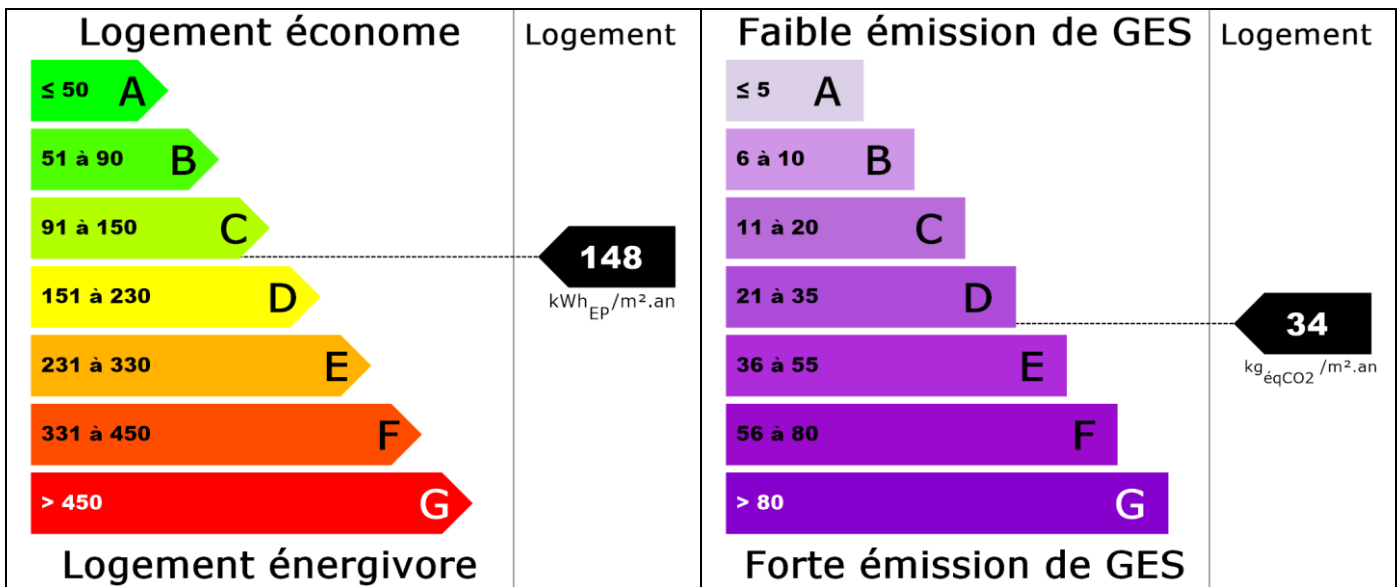 Logement économe
Logement
≤ 50 A
51 à 90 B
91 à 150 C
151 à 230 D
231 à 330 E
331 à 450 F
> 450 G
148
kWhEP/m².an
Logement énergivore
Faible émission de GES
Logement
≤ 5 A
6 à 10 B
11 à 20 C
21 à 35 D
36 à 55 E
56 à 80 F
> 80 G
34
kgéqCO2 /m².an
Forte émission de GES